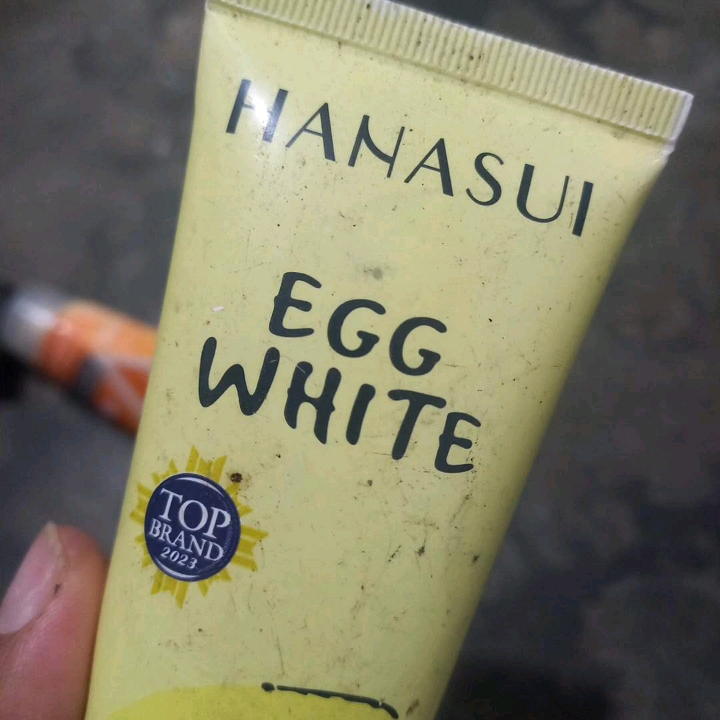 HANASUI
EGG
WHITE
TOP
BRAND
2023